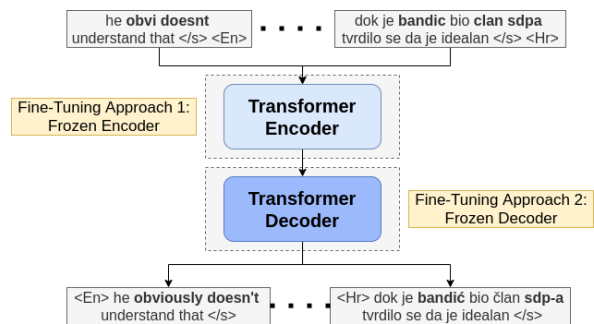 he obvi doesnt
understand that </s> <En>
dok je bandic bio clan sdpa
tvrdilo se da je idealan </s> <Hr>
Fine-Tuning Approach 1:
Frozen Encoder
Transformer
Encoder
Transformer
Decoder
Fine-Tuning Approach 2:
Frozen Decoder
<En> he obviously doesn't
understand that </s>
<Hr> dok je bandić bio član sdp-a
tvrdilo se da je idealan </s>